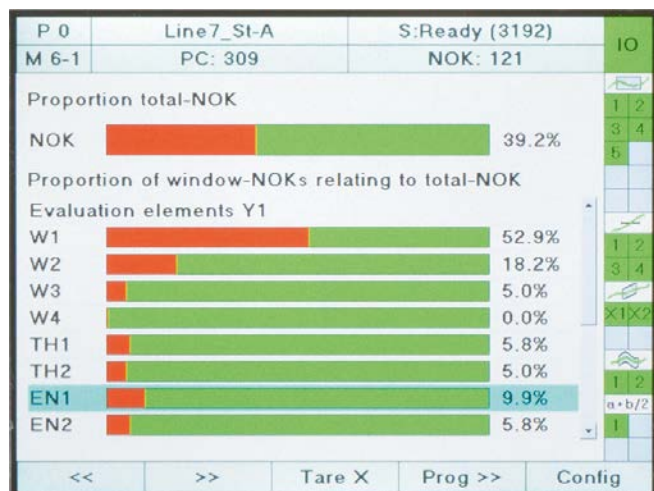 P 0 Line7_St-A S:Ready (3192) IO
M 6-1 PC: 309 NOK: 121
Proportion total-NOK
NOK 39.2%
Proportion of window-NOKs relating to total-NOK
Evaluation elements Y1
W1 52.9%
W2 18.2%
W3 5.0%
W4 0.0%
TH1 5.8%
TH2 5.0%
EN1 9.9%
EN2 5.8%
1 2
3 4
5
1 2
3 4
X1 X2
1 2
a+b/2
1
<< >> Tare X Prog >> Config